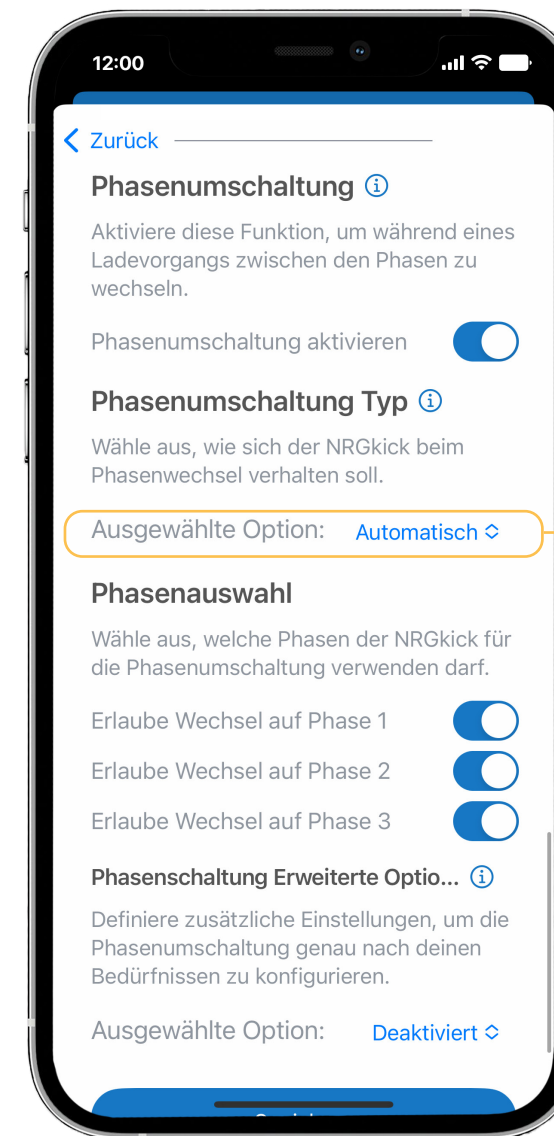 12:00
Zurück
Phasenumschaltung
Aktiviere diese Funktion, um während eines
Ladevorgangs zwischen den Phasen zu
wechseln.
Phasenumschaltung aktivieren
Phasenumschaltung Typ
Wähle aus, wie sich der NRGkick beim
Phasenwechsel verhalten soll.
Ausgewählte Option: Automatisch
Phasenauswahl
Wähle aus, welche Phasen der NRGkick für
die Phasenumschaltung verwenden darf.
Erlaube Wechsel auf Phase 1
Erlaube Wechsel auf Phase 2
Erlaube Wechsel auf Phase 3
Phasenschaltung Erweiterte Optio...
Definiere zusätzliche Einstellungen, um die
Phasenumschaltung genau nach deinen
Bedürfnissen zu konfigurieren.
Ausgewählte Option: Deaktiviert